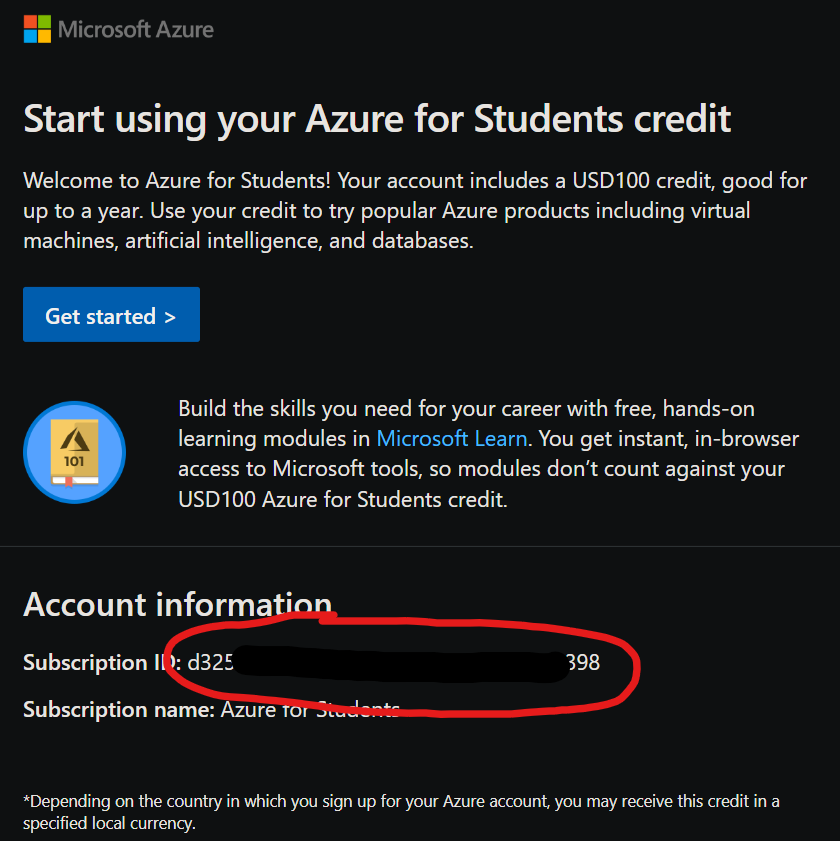 Microsoft Azure
Start using your Azure for Students credit
Welcome to Azure for Students! Your account includes a USD100 credit, good for
up to a year. Use your credit to try popular Azure products including virtual
machines, artificial intelligence, and databases.
Get started >
101
Build the skills you need for your career with free, hands-on
learning modules in Microsoft Learn. You get instant, in-browser
access to Microsoft tools, so modules don’t count against your
USD100 Azure for Students credit.
Account information
Subscription ID: d325 398
Subscription name: Azure for Students
*Depending on the country in which you sign up for your Azure account, you may receive this credit in a
specified local currency.